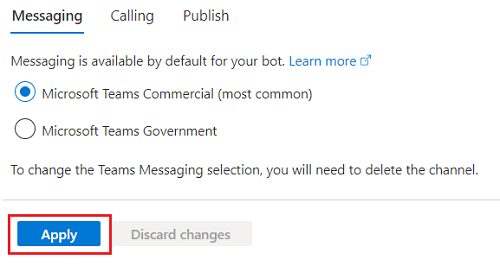 Messaging Calling Publish
Messaging is available by default for your bot. Learn more
Microsoft Teams Commercial (most common)
Microsoft Teams Government
To change the Teams Messaging selection, you will need to delete the channel.
Apply Discard changes